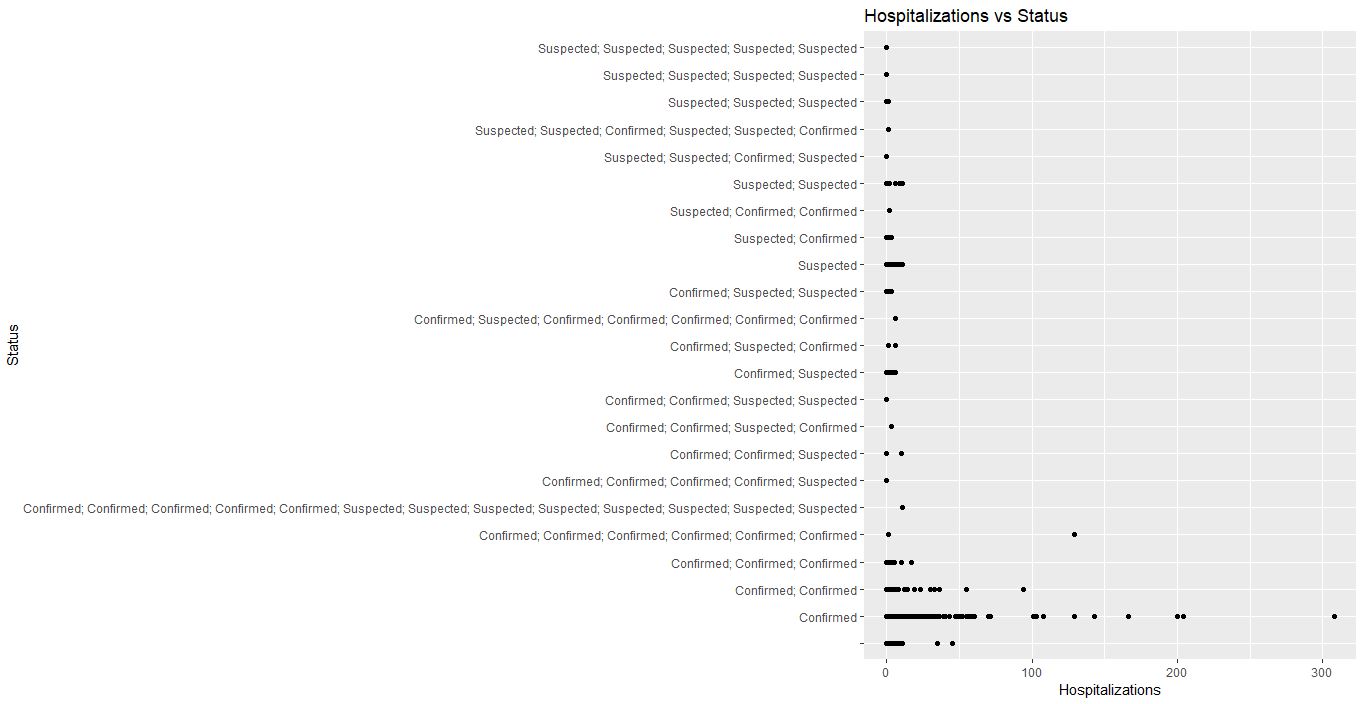 Hospitalizations vs Status
Suspected; Suspected; Suspected; Suspected; Suspected
Suspected; Suspected; Suspected; Suspected
Suspected; Suspected; Suspected
Suspected; Suspected; Confirmed; Suspected; Suspected; Confirmed
Suspected; Suspected; Confirmed; Suspected
Suspected; Suspected
Suspected; Confirmed; Confirmed
Suspected; Confirmed
Suspected
Confirmed; Suspected; Suspected
Confirmed; Suspected; Confirmed; Confirmed; Confirmed; Confirmed; Confirmed
Confirmed; Suspected; Confirmed
Confirmed; Suspected
Confirmed; Confirmed; Suspected; Suspected
Confirmed; Confirmed; Suspected; Confirmed
Confirmed; Confirmed; Suspected
Confirmed; Confirmed; Confirmed; Confirmed; Suspected
Confirmed; Confirmed; Confirmed; Confirmed; Confirmed; Suspected; Suspected; Suspected; Suspected; Suspected; Suspected; Suspected; Suspected
Confirmed; Confirmed; Confirmed; Confirmed; Confirmed; Confirmed
Confirmed; Confirmed; Confirmed
Confirmed; Confirmed
Confirmed
Status
0 100 200 300
Hospitalizations